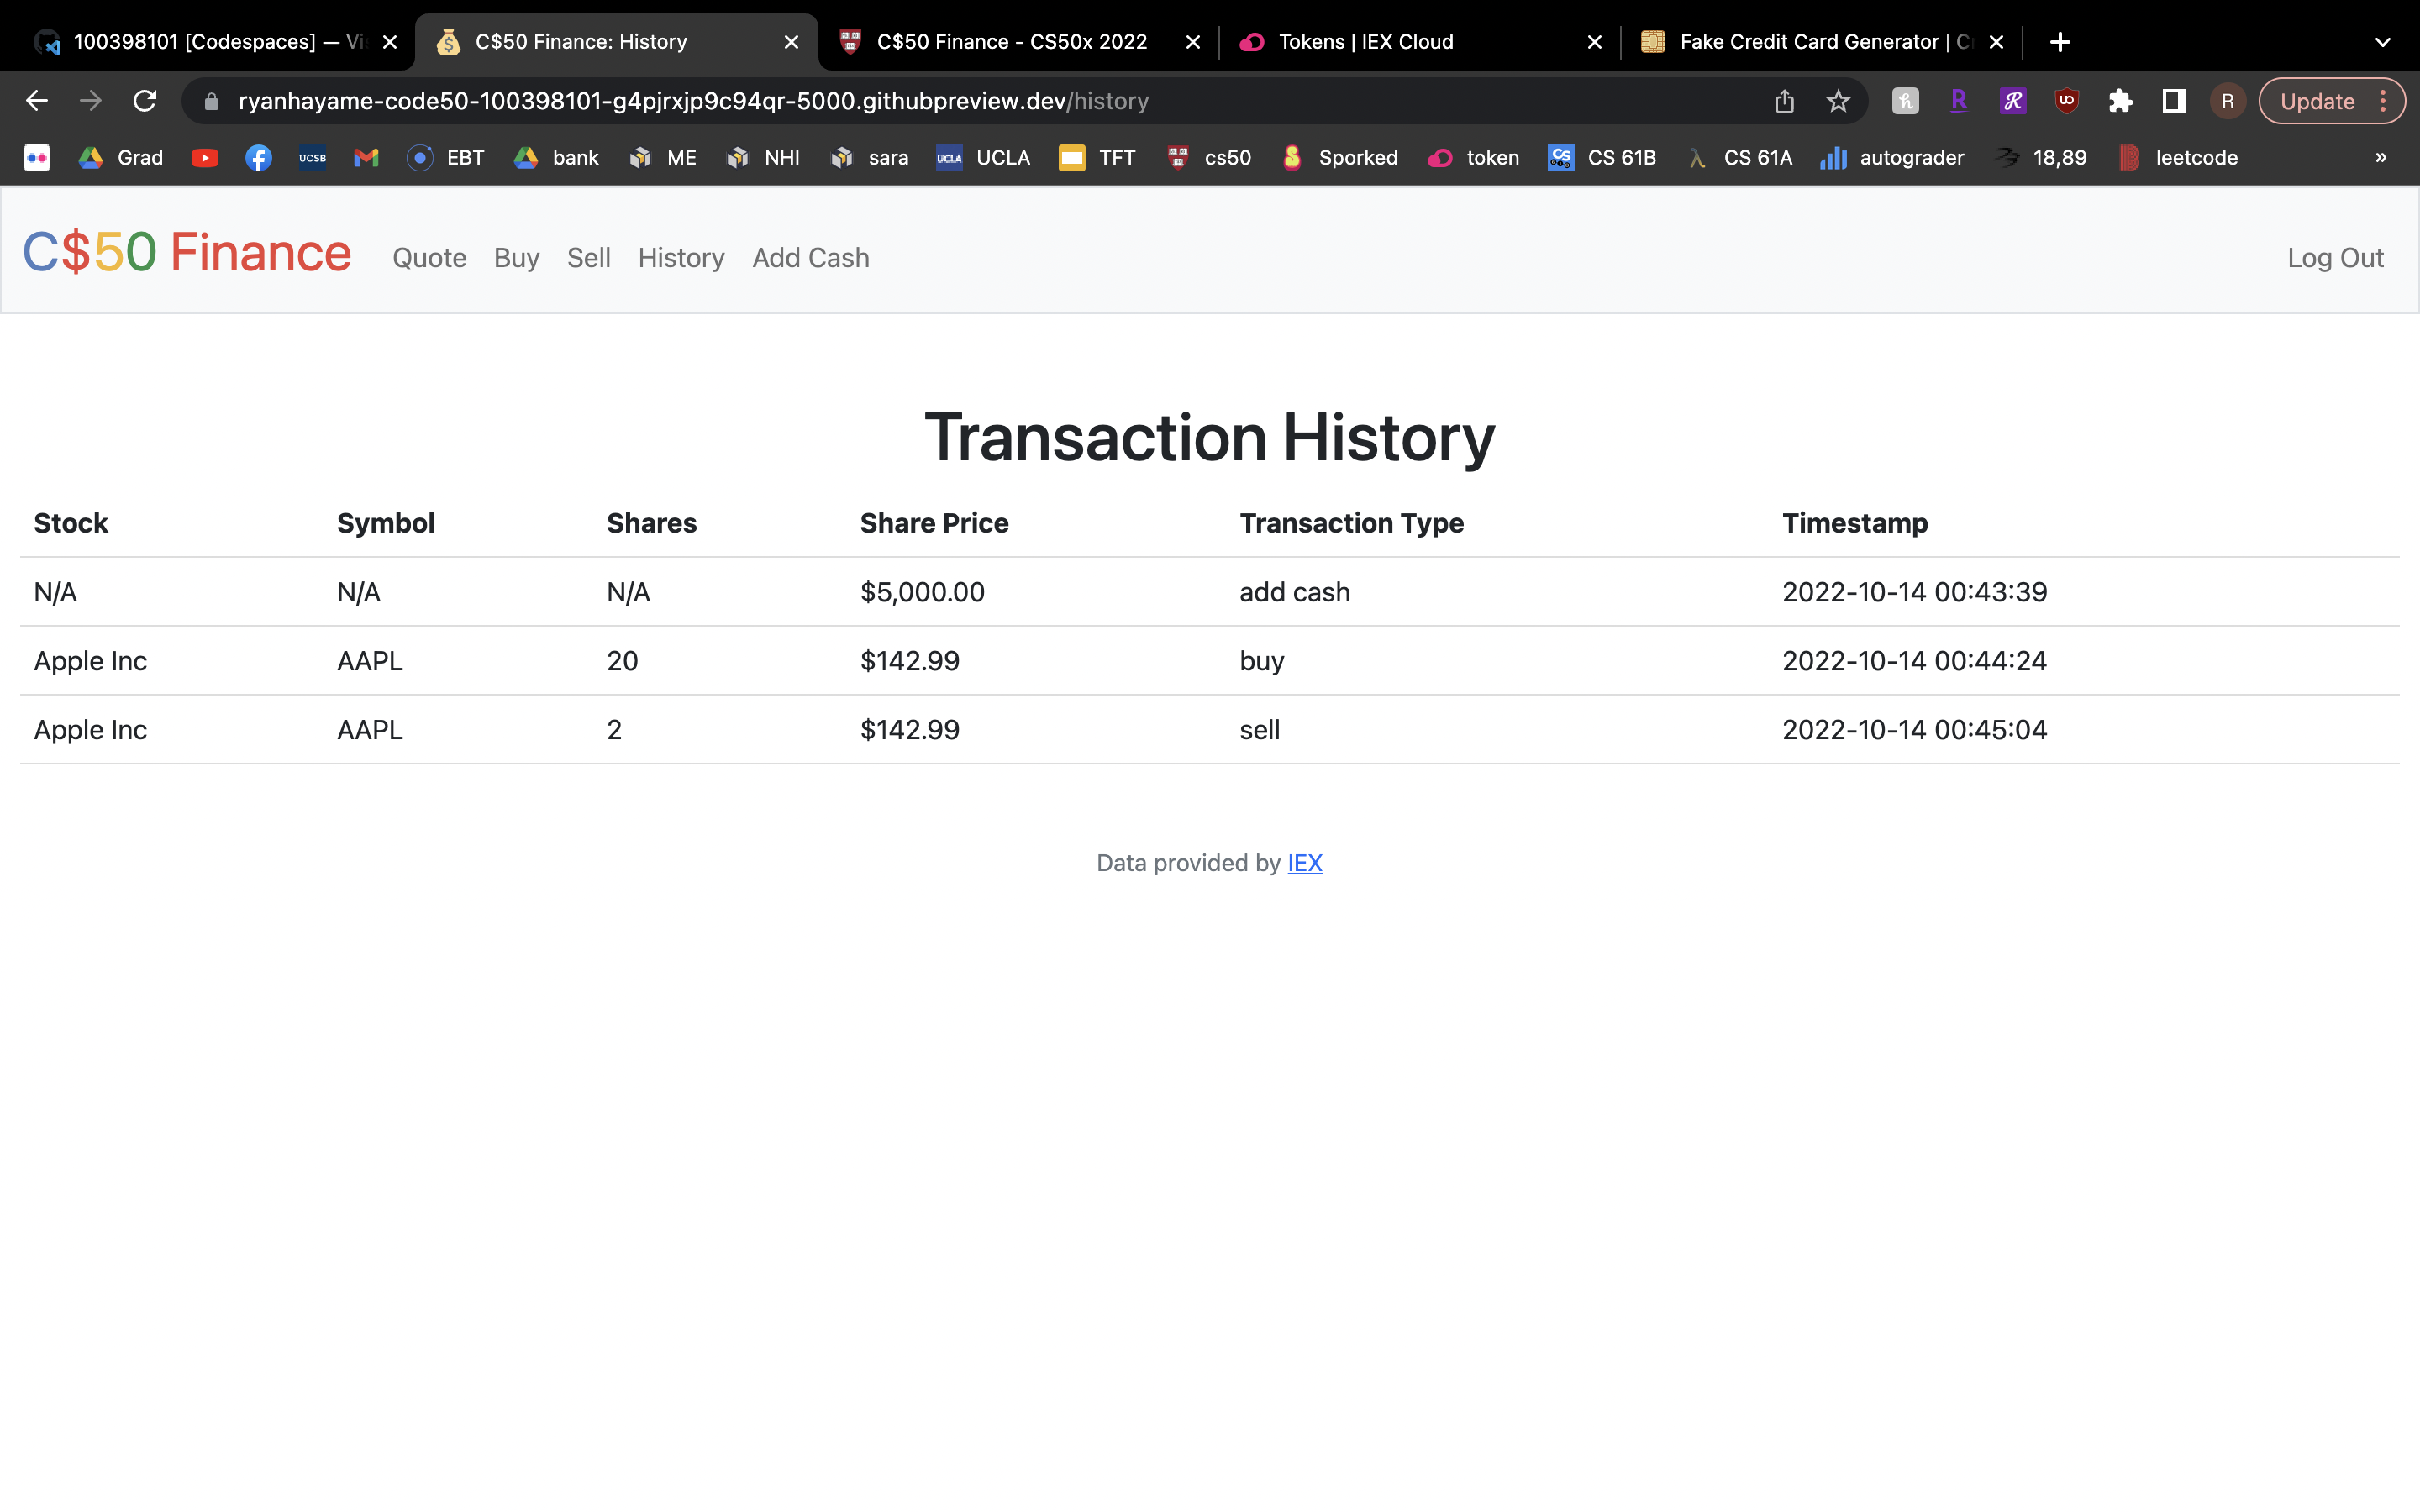 100398101 [Codespaces] — Vi
C$50 Finance: History
C$50 Finance - CS50x 2022
Tokens | IEX Cloud
Fake Credit Card Generator | C
ryanhayame-code50-100398101-g4pjrxjp9c94qr-5000.githubpreview.dev/history
R
Update
Grad UCSB EBT bank ME NHI sara UCLA UCLA TFT cs50 Sporked token CS CS 61B λ CS 61A autograder 18,89 leetcode »
C$50 Finance Quote Buy Sell History Add Cash Log Out
Transaction History
Stock Symbol Shares Share Price Transaction Type Timestamp
N/A N/A N/A $5,000.00 add cash 2022-10-14 00:43:39
Apple Inc AAPL 20 $142.99 buy 2022-10-14 00:44:24
Apple Inc AAPL 2 $142.99 sell 2022-10-14 00:45:04
Data provided by IEX